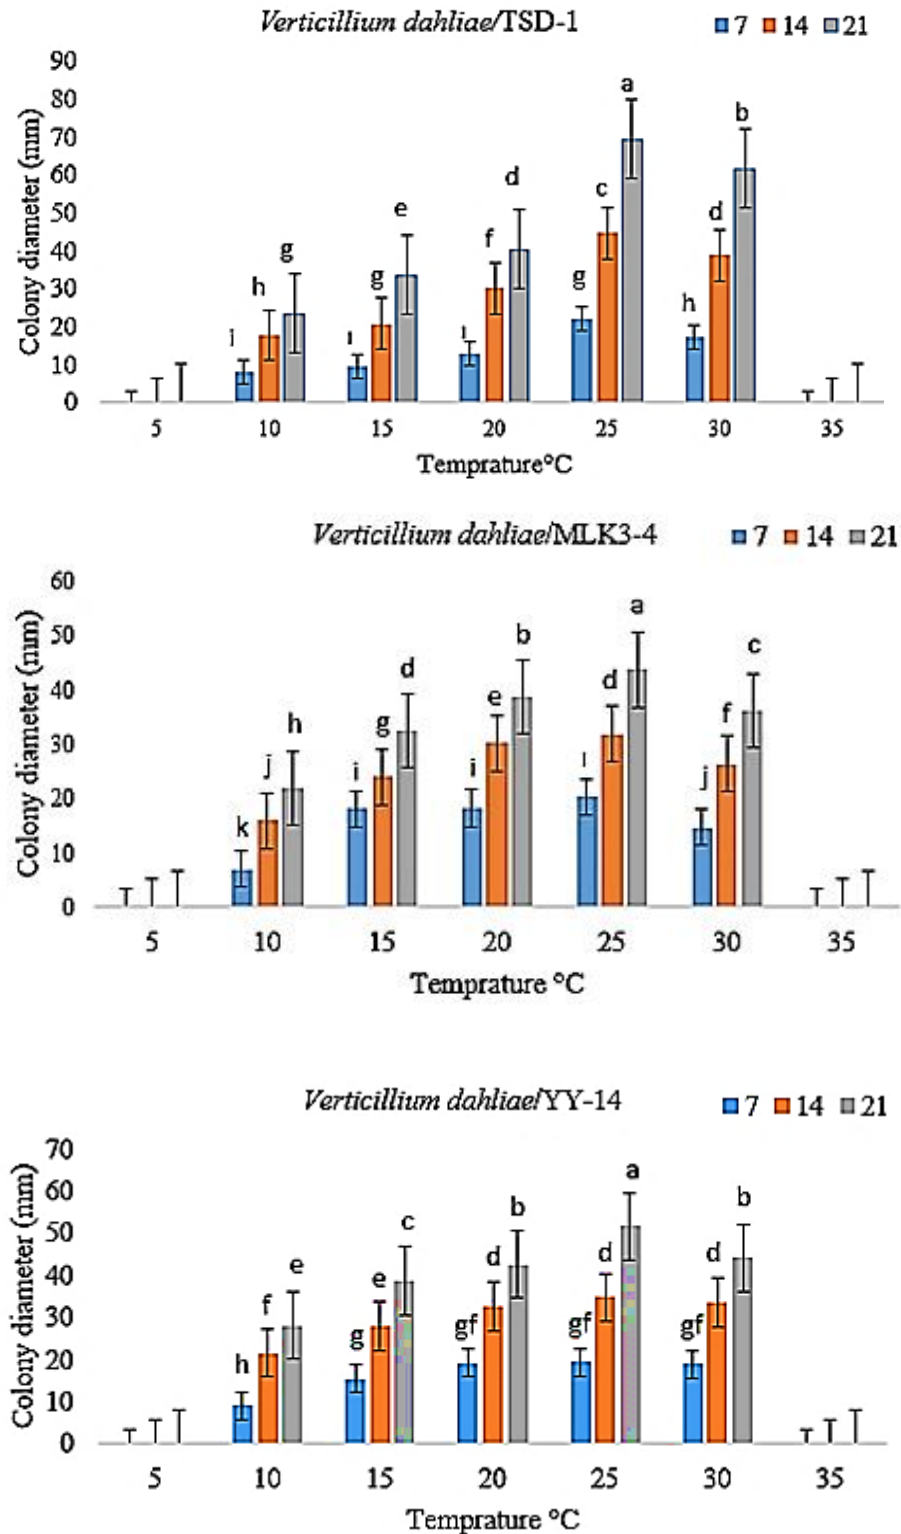 Verticillium dahliae/TSD-1 7 14 21
90
80
70
60
50
40
30
20
10
0
Colony diameter (mm)
a
b
c
d
d
e
f
g
g
g
h
h
i
ı
ı
5 10 15 20 25 30 35
Temprature°C
Verticillium dahliae/MLK3-4 7 14 21
60
50
40
30
20
10
0
Colony diameter (mm)
a
b
c
d
d
e
f
g
h
i
i
ı
j
j
k
5 10 15 20 25 30 35
Temprature °C
Verticillium dahliae/YY-14 7 14 21
70
60
50
40
30
20
10
0
Colony diameter (mm)
a
b
b
c
d
d
d
e
e
f
gf
gf
gf
g
h
5 10 15 20 25 30 35
Temprature °C